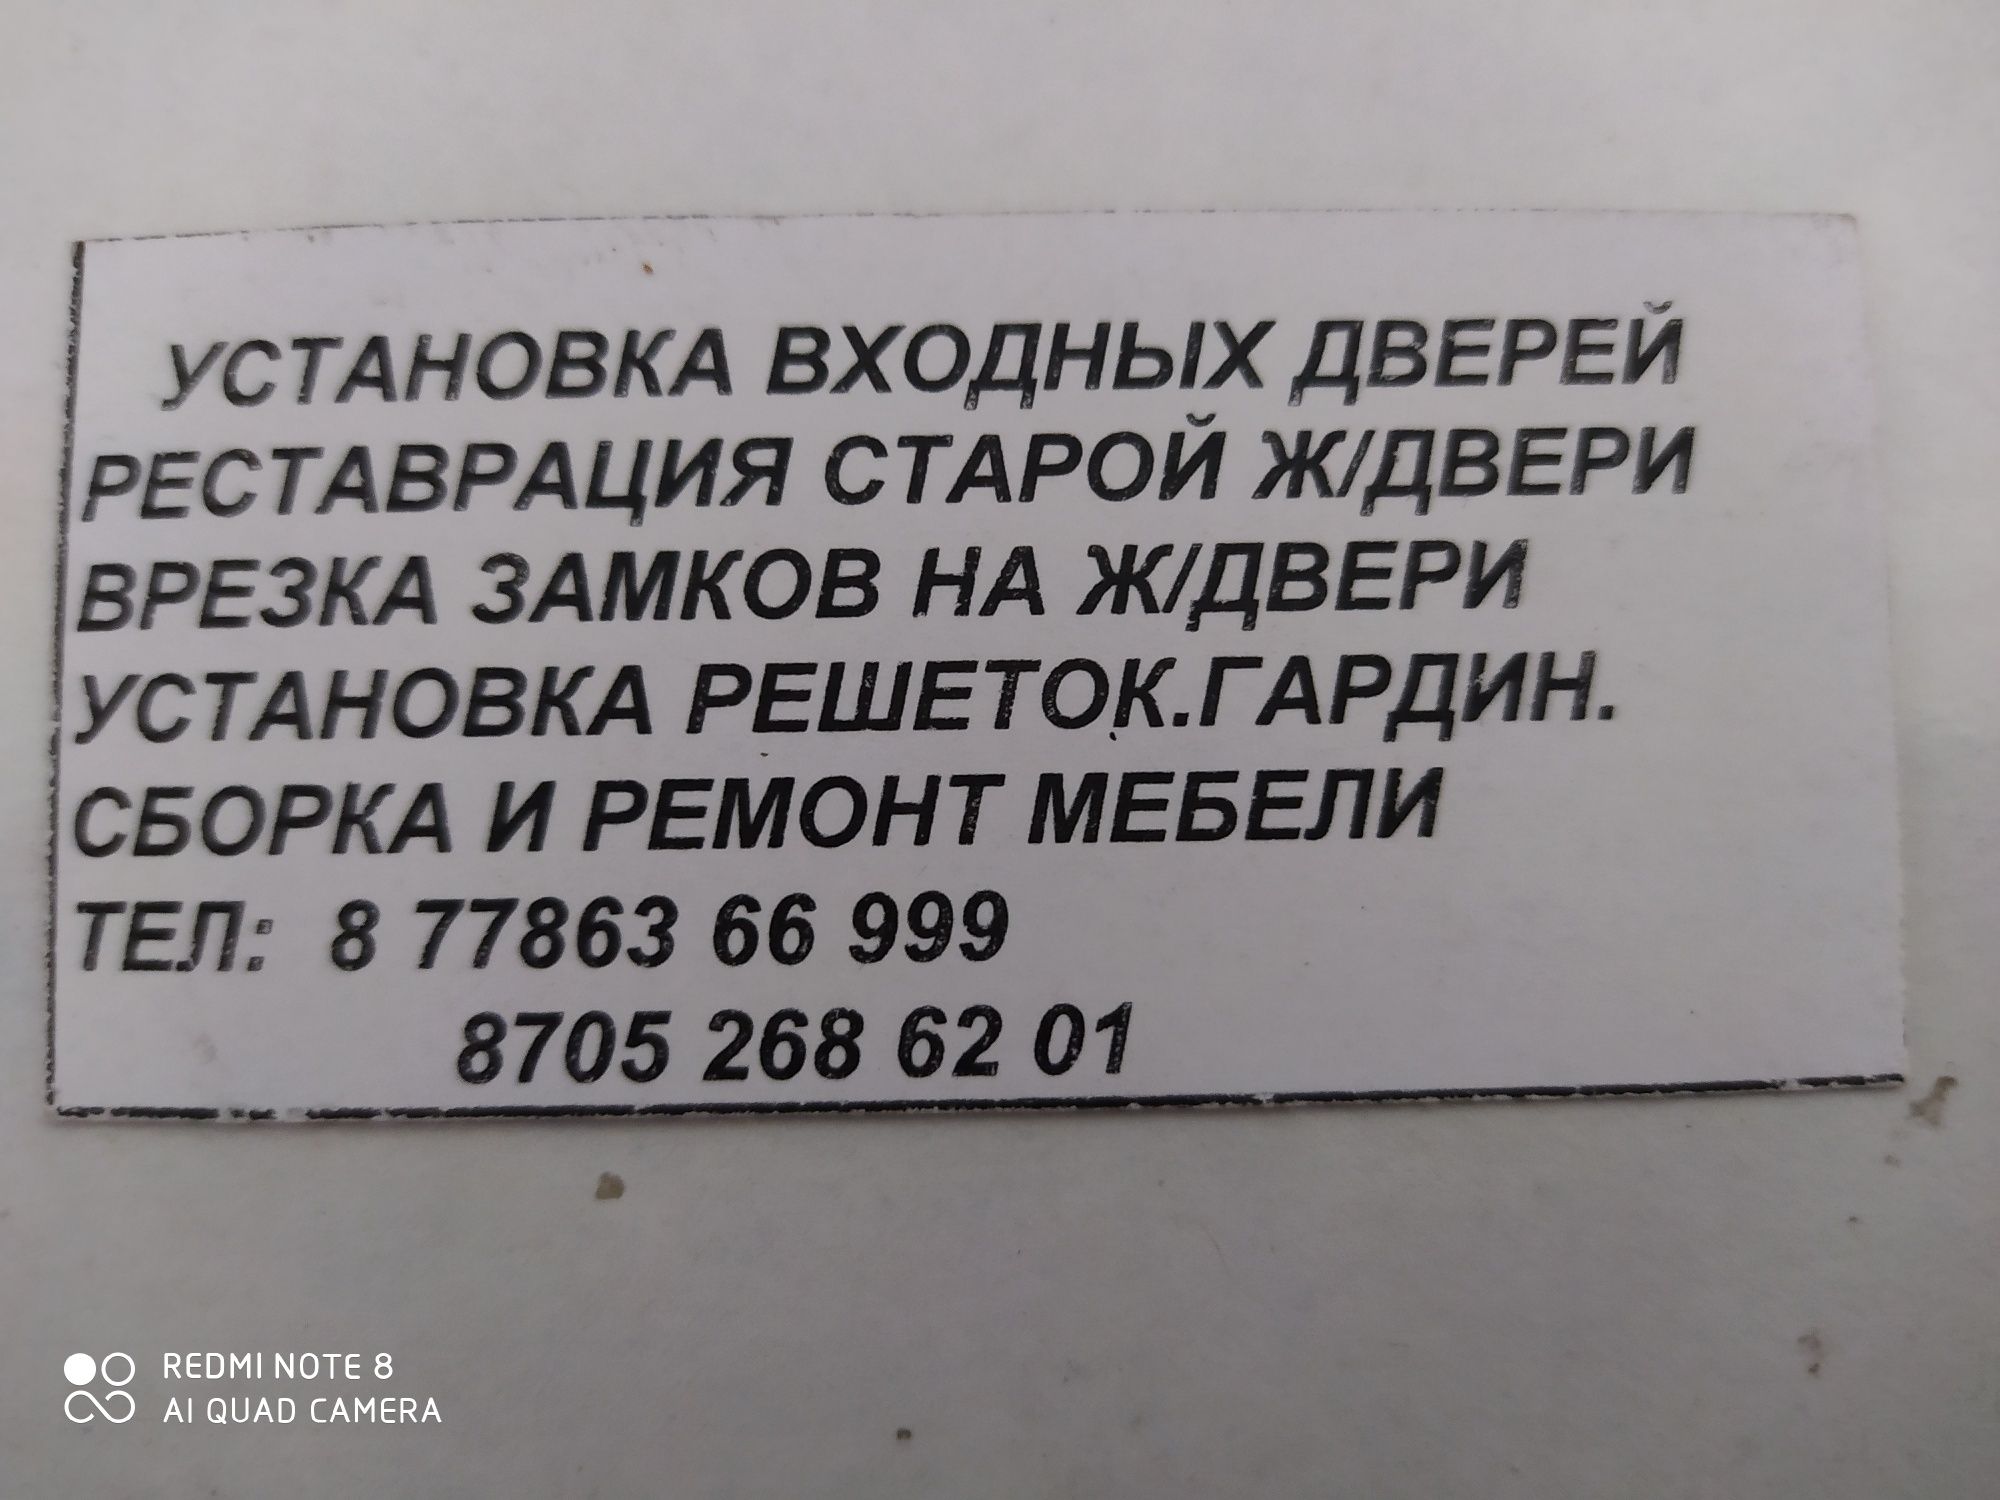 УСТАНОВКА ВХОДНЫХ ДВЕРЕЙ
РЕСТАВРАЦИЯ СТАРОЙ Ж/ДВЕРИ
ВРЕЗКА ЗАМКОВ НА Ж/ДВЕРИ
УСТАНОВКА РЕШЕТОК.ГАРДИН.
СБОРКА И РЕМОНТ МЕБЕЛИ
ТЕЛ: 8 77863 66 999
8705 268 62 01
REDMI NOTE 8
AI QUAD CAMERA